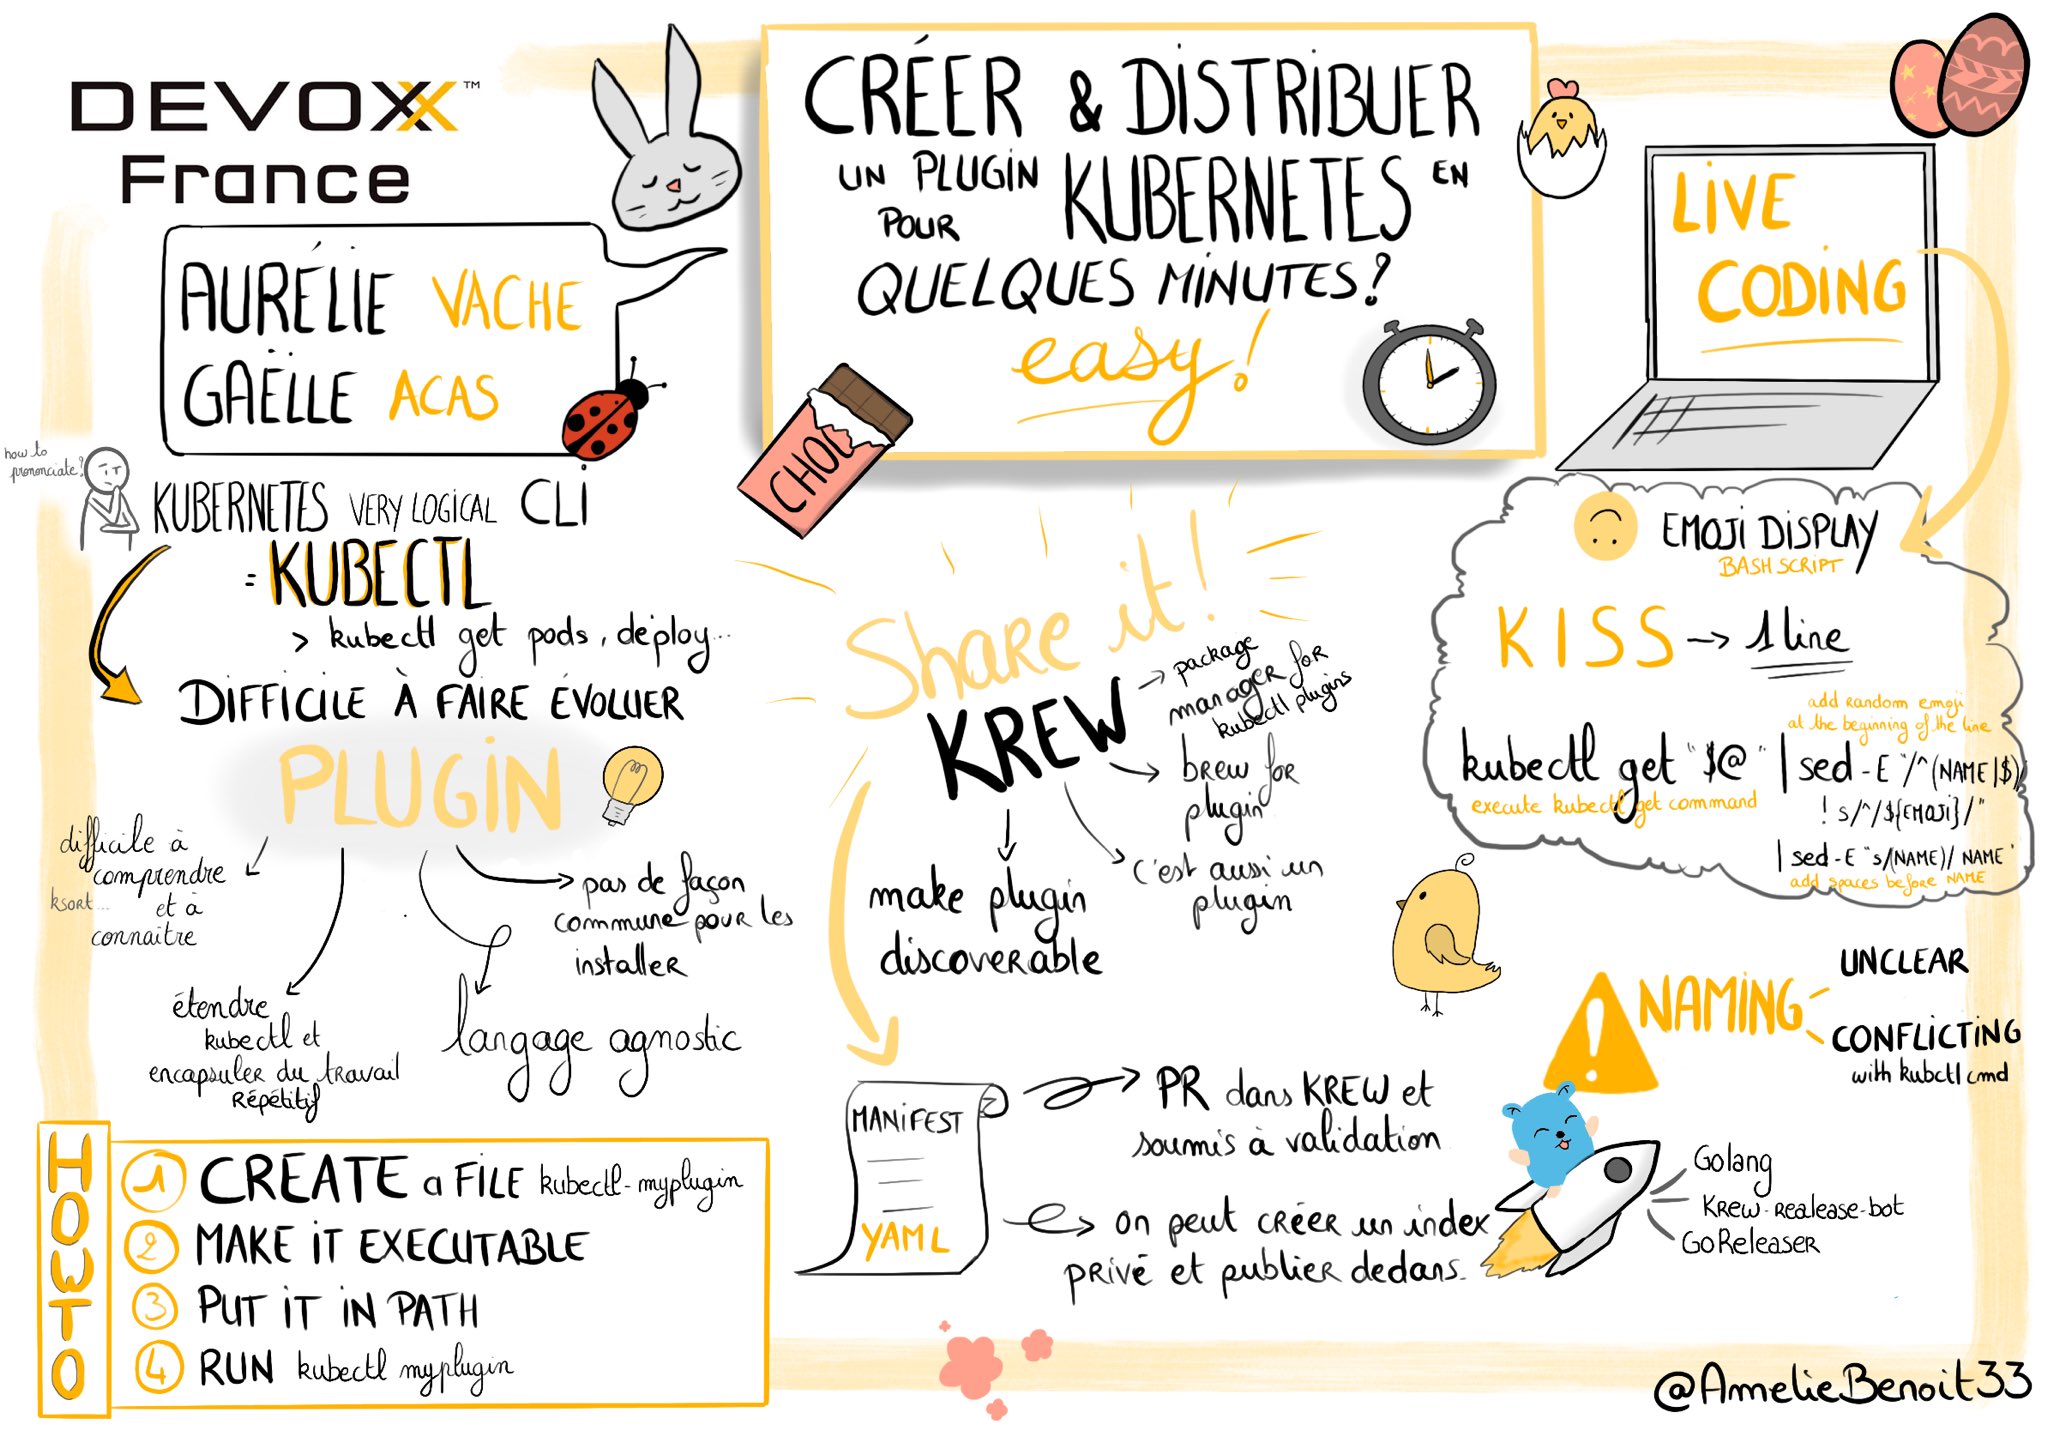 DEVOXX™
France
CRÉER & DISTRIBUER
UN PLUGIN KUBERNETES EN
POUR
QUELQUES MINUTES?
easy!
AURÉLIE VACHE
GAËLLE ACAS
CHOC
LIVE
CODING
how to
prononciate?
KUBERNETES VERY LOGICAL CLI
= KUBECTL
> kubectl get pods, deploy...
DIFFICILE À FAIRE ÉVOLUER
PLUGIN
difficile à
comprendre
ksort... et à
connaitre
étendre
kubectl et
encapsuler du travail
RÉPÉTITIF
langage agnostic
pas de façon
commune pour les
installer
HOW TO
1 CREATE a FILE kubectl-myplugin
2 MAKE IT EXECUTABLE
3 PUT IT IN PATH
4 RUN kubectl myplugin
Share it!
KREW
package
manager for
kubectl plugins
brew for
plugin
c'est aussi un
plugin
make plugin
discoverable
MANIFEST
YAML
PR dans KREW et
soumis à validation
on peut créer un index
privé et publier dedans.
EMOJI DISPLAY
BASH SCRIPT
KISS → 1 line
add random emoji
at the beginning of the line
kubectl get "$@" | sed -E "/^(NAME|$)/
execute kubectl get command
! s/^/${EMOJI}/"
| sed -E "s/(NAME)/ NAME"
add spaces before NAME
! NAMING
UNCLEAR
CONFLICTING
with kubctl cmd
Golang
Krew-realease-bot
GoReleaser
@AmelieBenoit33